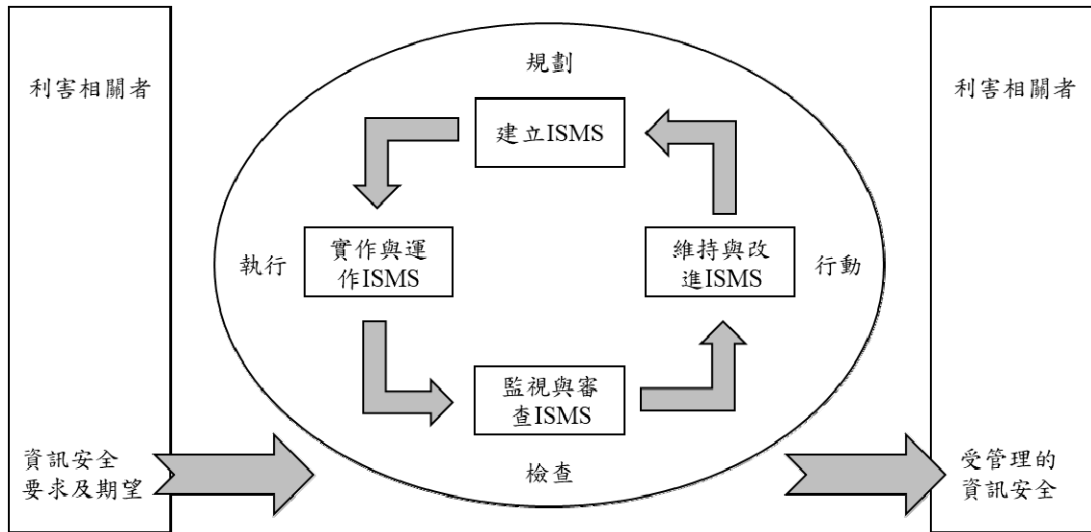 利害相關者
規劃
利害相關者
建立ISMS
執行
實作與運
作ISMS
維持與改
進ISMS
行動
監視與審
查ISMS
檢查
資訊安全
要求及期望
受管理的
資訊安全